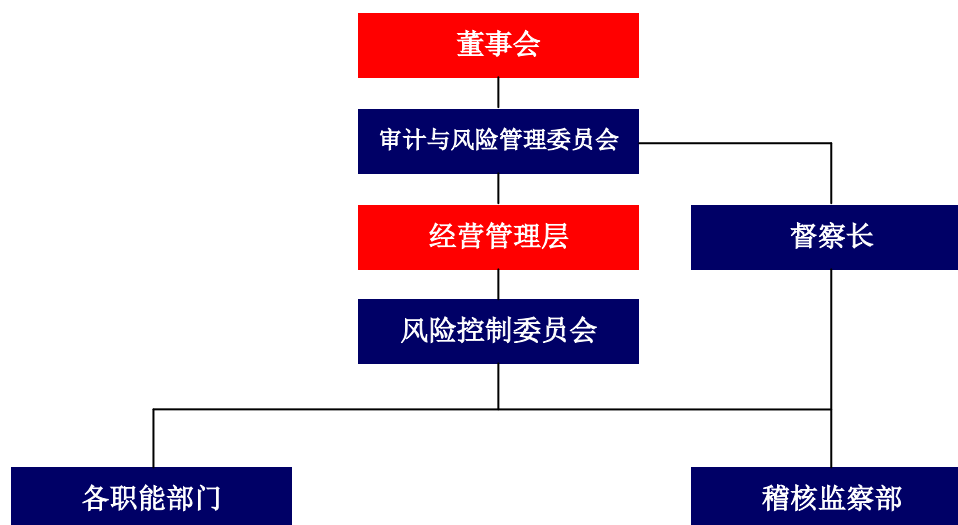 董事会
审计与风险管理委员会
经营管理层
督察长
风险控制委员会
各职能部门
稽核监察部